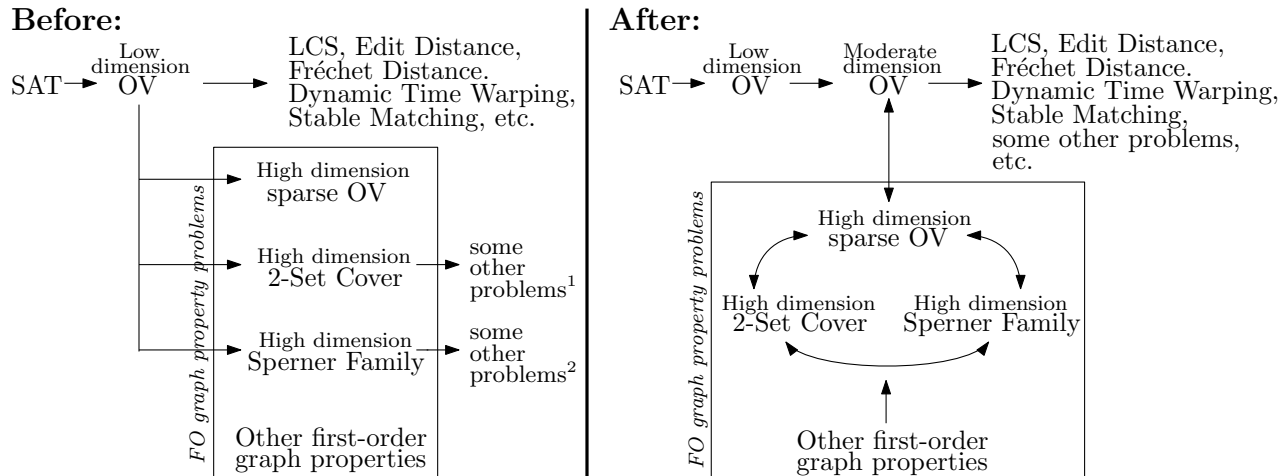 Before:
Low
dimension
SAT
OV
LCS, Edit Distance,
Fréchet Distance.
Dynamic Time Warping,
Stable Matching, etc.
FO graph property problems
High dimension
sparse OV
High dimension
2-Set Cover
some
other
problems¹
High dimension
Sperner Family
some
other
problems²
Other first-order
graph properties
After:
SAT
Low
dimension
OV
Moderate
dimension
OV
LCS, Edit Distance,
Fréchet Distance.
Dynamic Time Warping,
Stable Matching,
some other problems,
etc.
FO graph property problems
High dimension
sparse OV
High dimension
2-Set Cover
High dimension
Sperner Family
Other first-order
graph properties